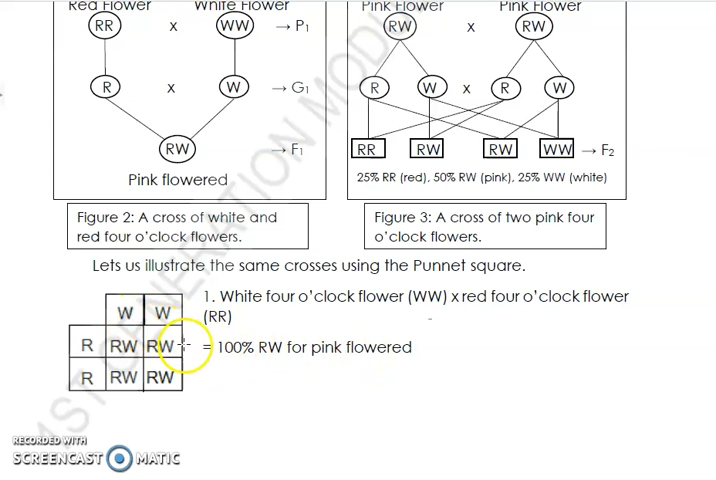 Red Flower White Flower
RR x WW → P1
R x W → G1
RW → F1
Pink flowered
Pink Flower Pink Flower
RW x RW
R W x R W
RR RW RW WW → F2
25% RR (red), 50% RW (pink), 25% WW (white)
Figure 2: A cross of white and
red four o'clock flowers.
Figure 3: A cross of two pink four
o'clock flowers.
Lets us illustrate the same crosses using the Punnet square.
W W
R RW RW
R RW RW
1. White four o'clock flower (WW) x red four o'clock flower
(RR)
= 100% RW for pink flowered
1ST GENERATION MODU
RECORDED WITH
SCREENCAST MATIC